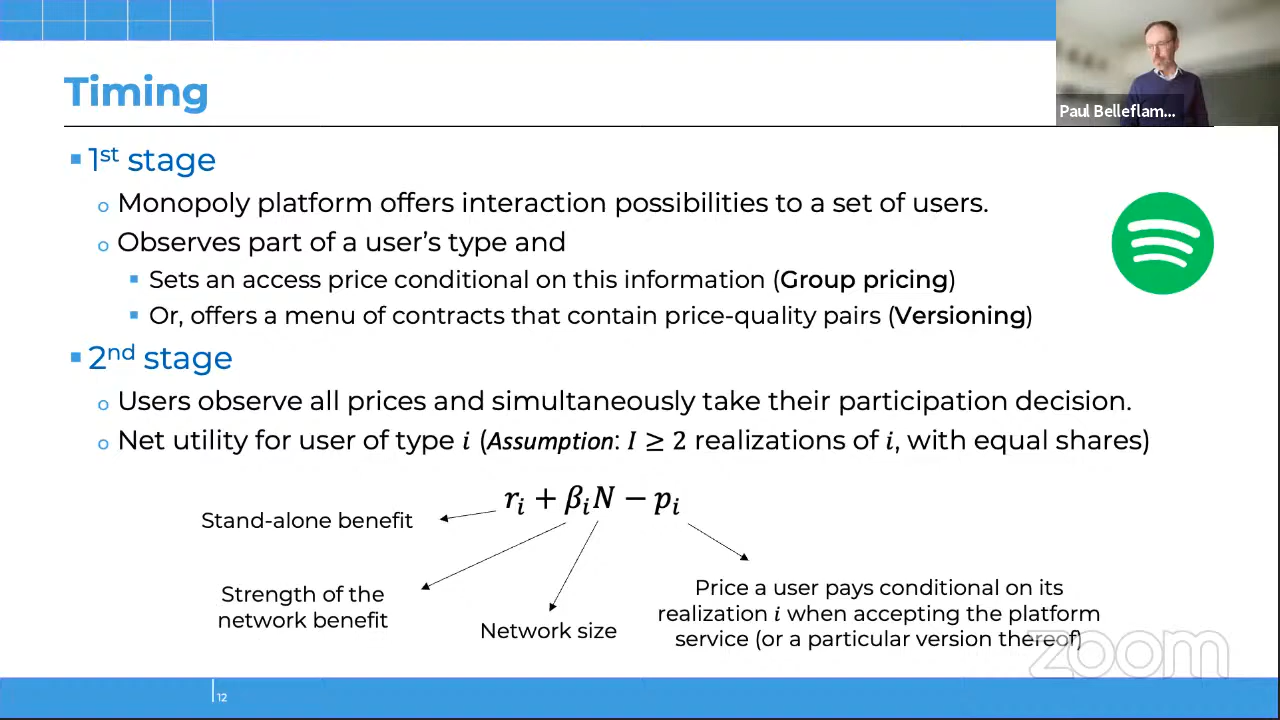 Timing
Paul Belleflam...
1st stage
Monopoly platform offers interaction possibilities to a set of users.
Observes part of a user's type and
Sets an access price conditional on this information (Group pricing)
Or, offers a menu of contracts that contain price-quality pairs (Versioning)
2nd stage
Users observe all prices and simultaneously take their participation decision.
Net utility for user of type i (Assumption: I ≥ 2 realizations of i, with equal shares)
rᵢ + βᵢN − pᵢ
Stand-alone benefit
Strength of the
network benefit
Network size
Price a user pays conditional on its
realization i when accepting the platform
service (or a particular version thereof)
zoom
12